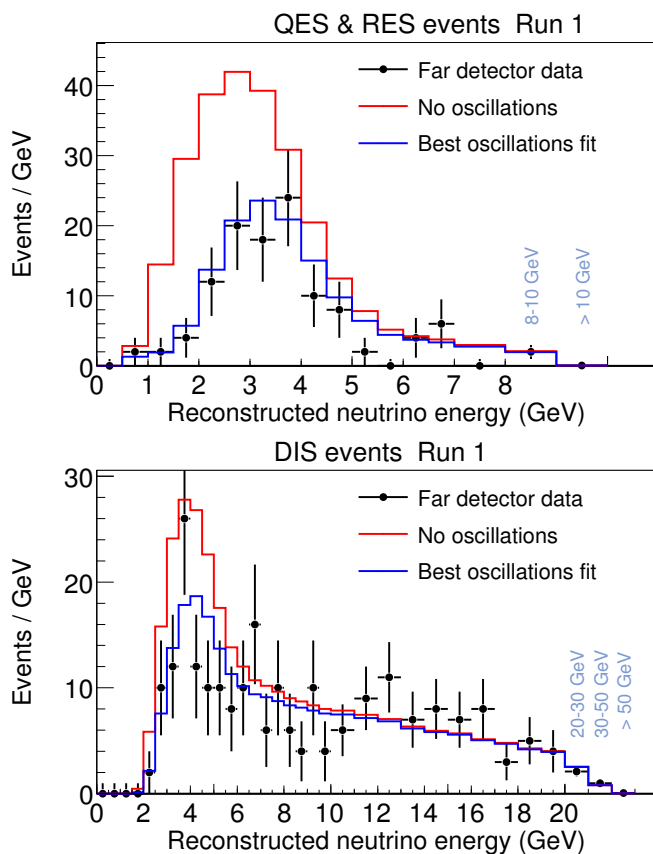 QES & RES events  Run 1
Far detector data
No oscillations
Best oscillations fit
Events / GeV
40
30
20
10
0
8-10 GeV
> 10 GeV
0 1 2 3 4 5 6 7 8
Reconstructed neutrino energy (GeV)
DIS events  Run 1
Far detector data
No oscillations
Best oscillations fit
Events / GeV
30
20
10
0
20-30 GeV
30-50 GeV
> 50 GeV
0 2 4 6 8 10 12 14 16 18 20
Reconstructed neutrino energy (GeV)